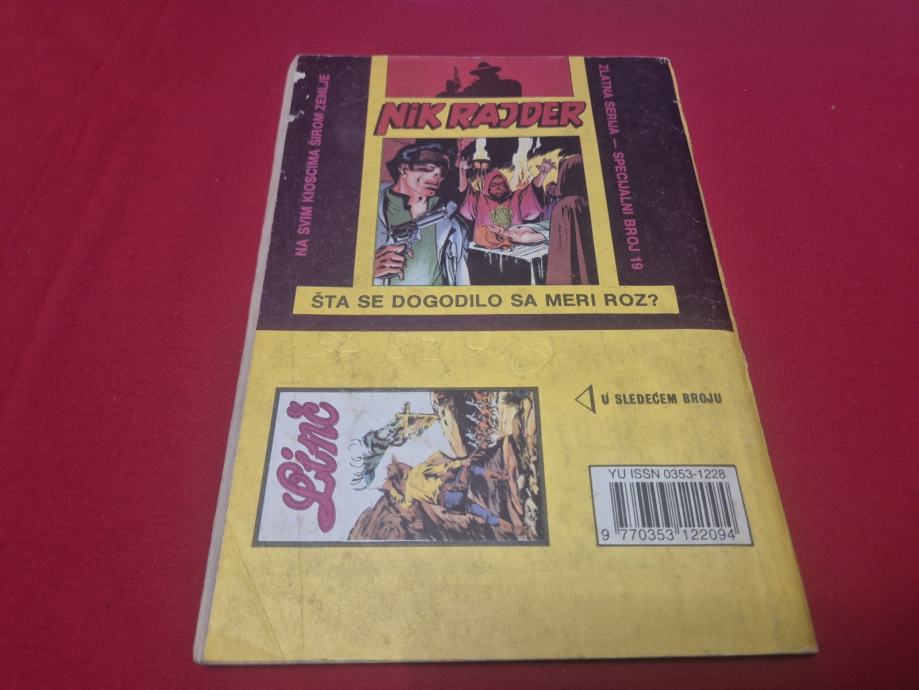 NA SVIM KIOSCIMA ŠIROM ZEMLJE
NIK RAJDER
ZLATNA SERIJA — SPECIJALNI BROJ 19
ŠTA SE DOGODILO SA MERI ROZ?
Linč
U SLEDEĆEM BROJU
YU ISSN 0353-1228
9 770353 122094